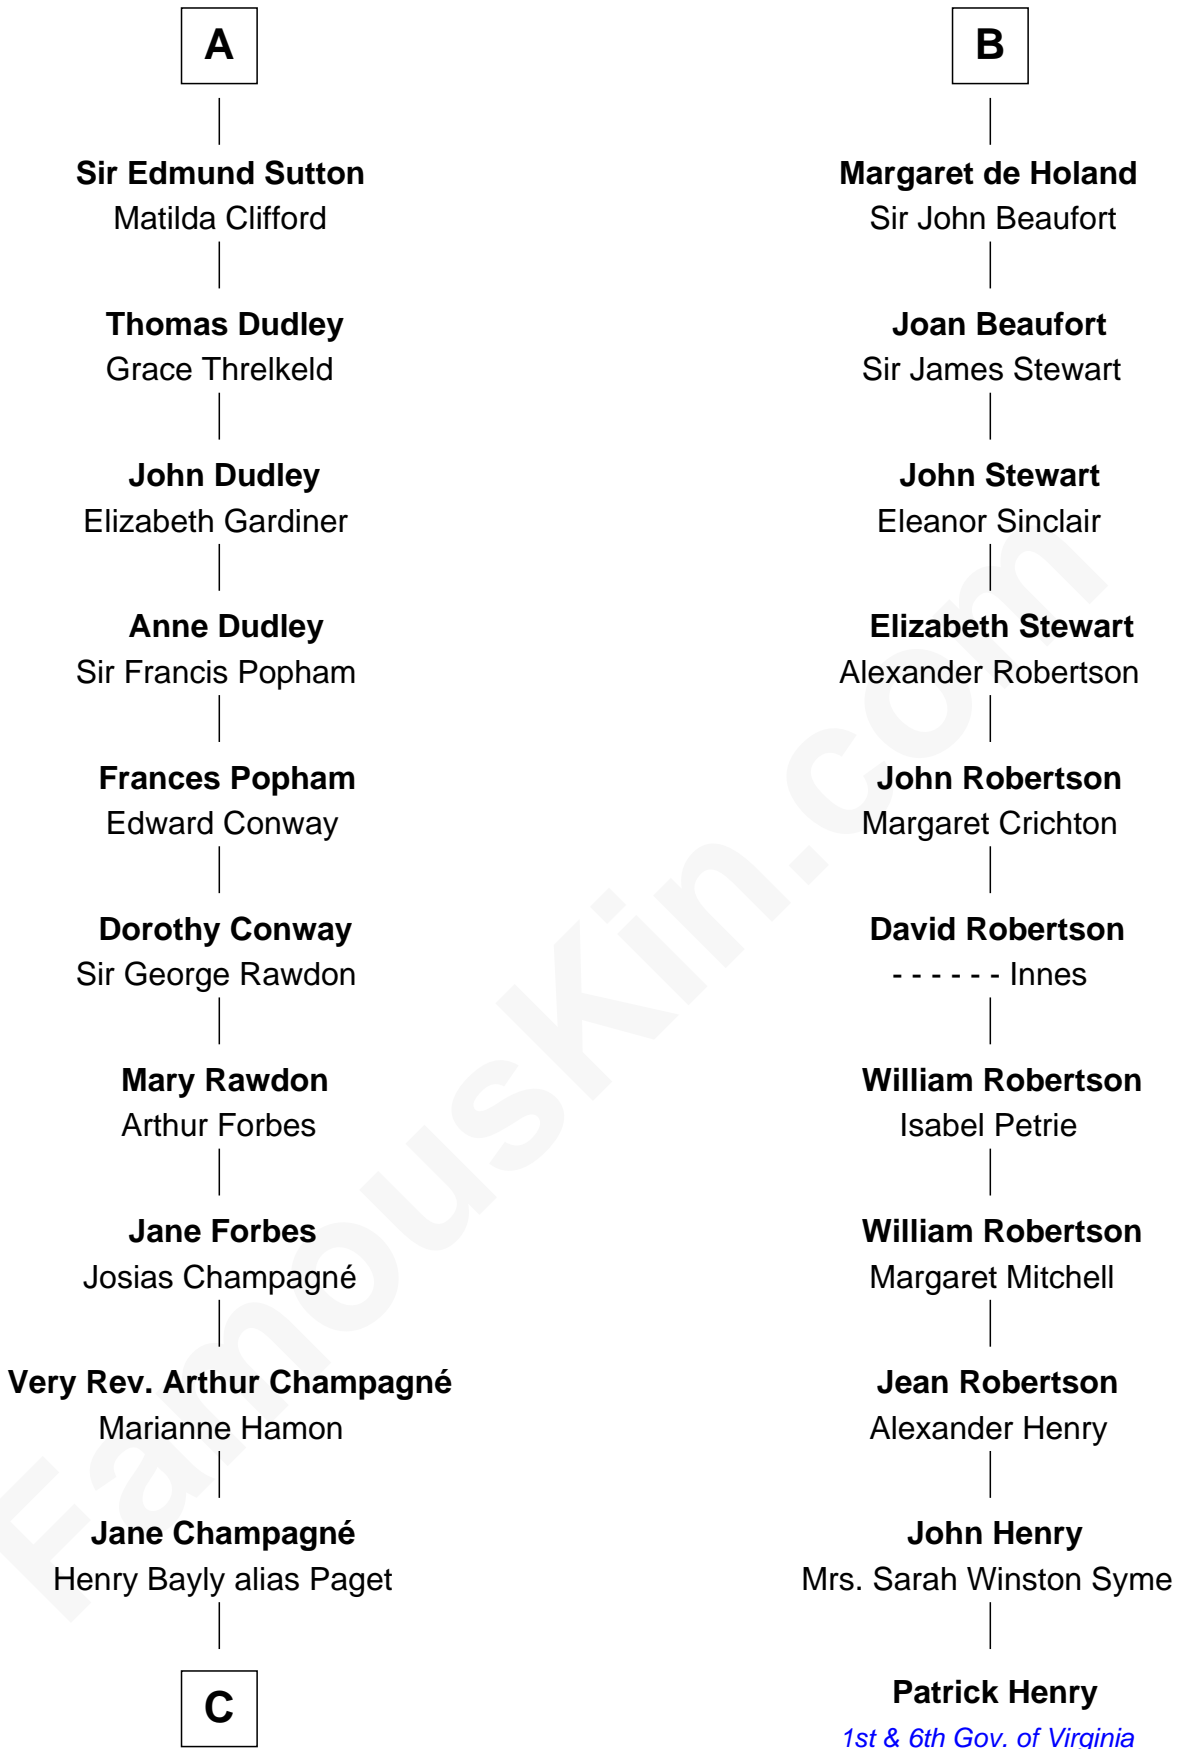 A
Sir Edmund Sutton
Matilda Clifford
Thomas Dudley
Grace Threlkeld
John Dudley
Elizabeth Gardiner
Anne Dudley
Sir Francis Popham
Frances Popham
Edward Conway
Dorothy Conway
Sir George Rawdon
Mary Rawdon
Arthur Forbes
Jane Forbes
Josias Champagné
Very Rev. Arthur Champagné
Marianne Hamon
Jane Champagné
Henry Bayly alias Paget
C
B
Margaret de Holand
Sir John Beaufort
Joan Beaufort
Sir James Stewart
John Stewart
Eleanor Sinclair
Elizabeth Stewart
Alexander Robertson
John Robertson
Margaret Crichton
David Robertson
- - - - - - Innes
William Robertson
Isabel Petrie
William Robertson
Margaret Mitchell
Jean Robertson
Alexander Henry
John Henry
Mrs. Sarah Winston Syme
Patrick Henry
1st & 6th Gov. of Virginia
FamousKin.com